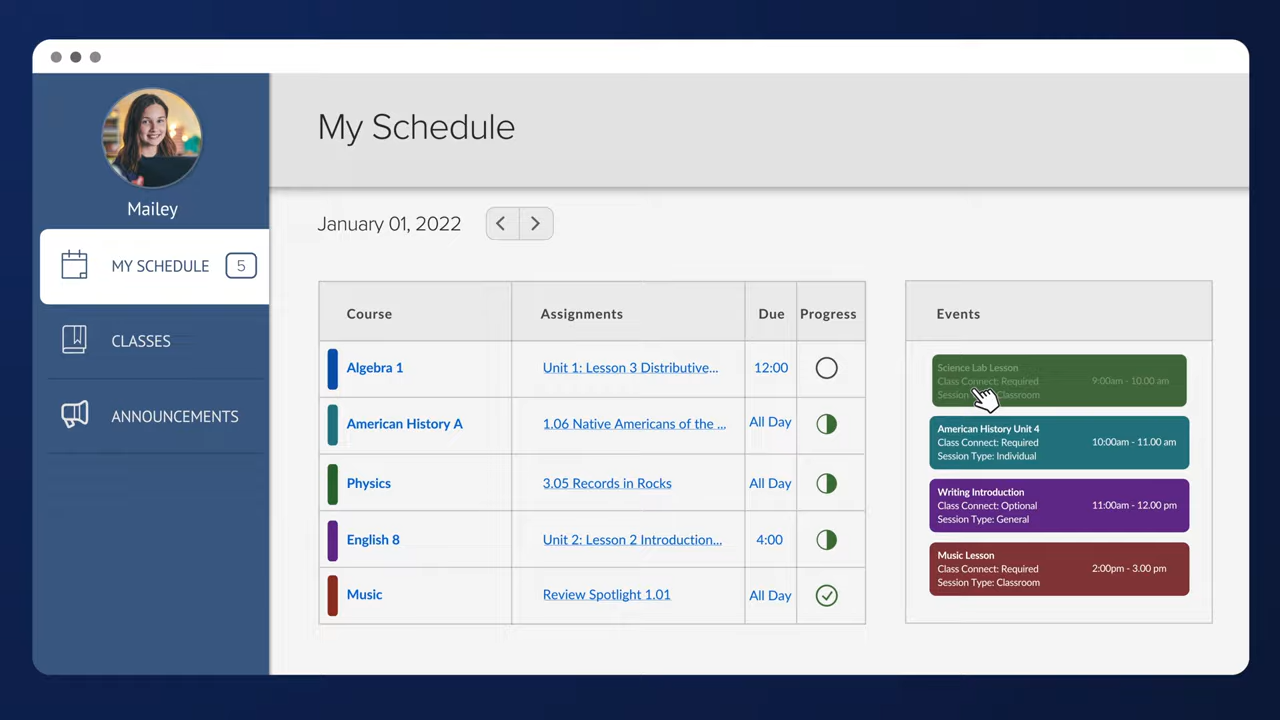 My Schedule
Mailey
MY SCHEDULE 5
CLASSES
ANNOUNCEMENTS
January 01, 2022
Course Assignments Due Progress
Algebra 1 Unit 1: Lesson 3 Distributive... 12:00
American History A 1.06 Native Americans of the ... All Day
Physics 3.05 Records in Rocks All Day
English 8 Unit 2: Lesson 2 Introduction... 4:00
Music Review Spotlight 1.01 All Day
Events
Science Lab Lesson
Class Connect: Required 9:00am - 10.00 am
Session Classroom
American History Unit 4
Class Connect: Required 10:00am - 11.00 am
Session Type: Individual
Writing Introduction
Class Connect: Optional 11:00am - 12.00 pm
Session Type: General
Music Lesson
Class Connect: Required 2:00pm - 3.00 pm
Session Type: Classroom